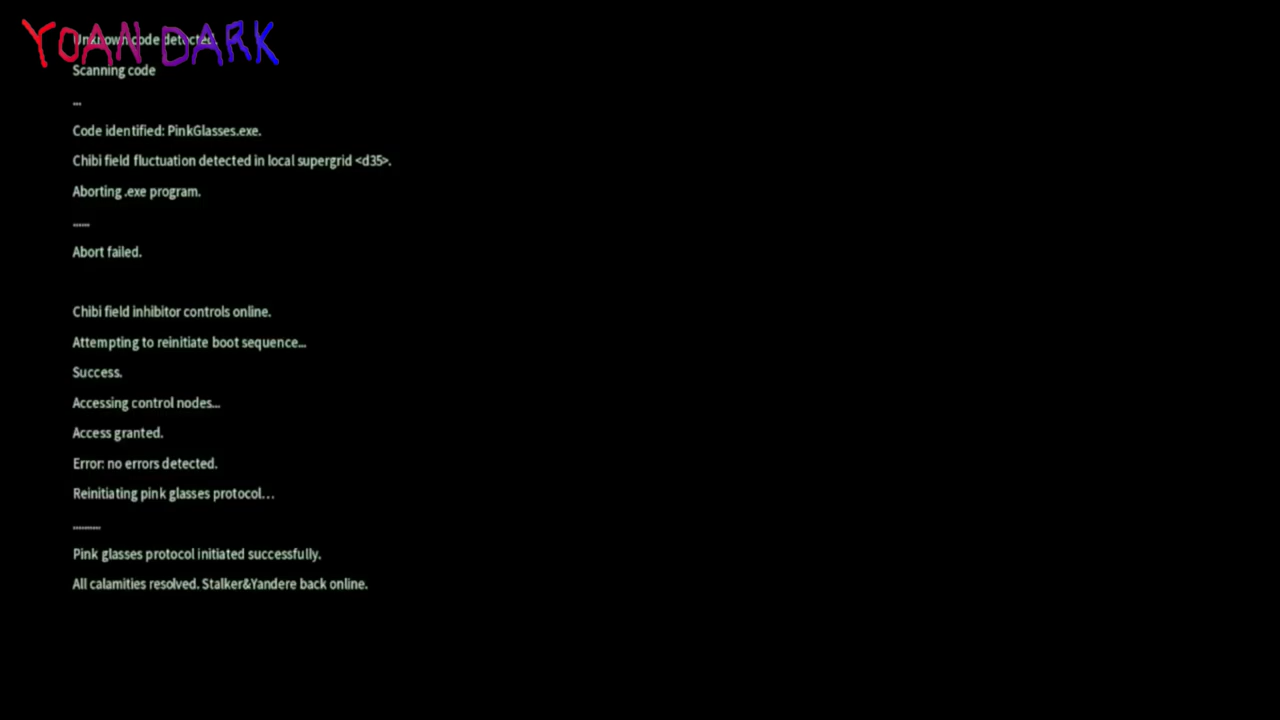 YOAN DARK
Unknown code detected.
Scanning code
...
Code identified: PinkGlasses.exe.
Chibi field fluctuation detected in local supergrid <d35>.
Aborting .exe program.
......
Abort failed.
Chibi field inhibitor controls online.
Attempting to reinitiate boot sequence...
Success.
Accessing control nodes...
Access granted.
Error: no errors detected.
Reinitiating pink glasses protocol...
..........
Pink glasses protocol initiated successfully.
All calamities resolved. Stalker&Yandere back online.